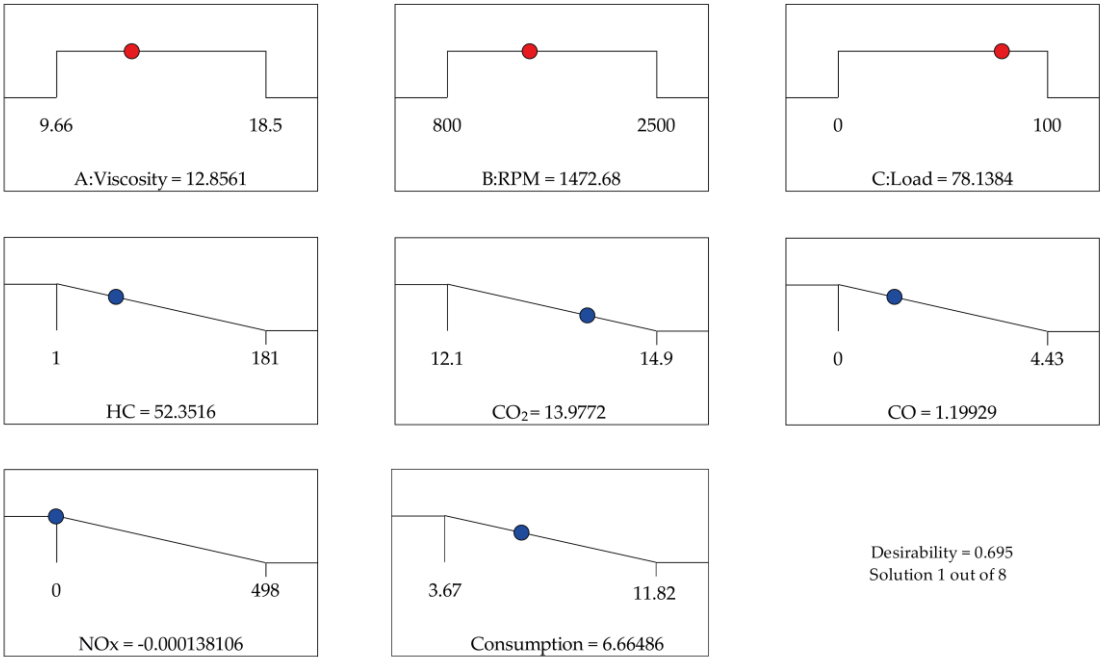 9.66 18.5
A:Viscosity = 12.8561
800 2500
B:RPM = 1472.68
0 100
C:Load = 78.1384
1 181
HC = 52.3516
12.1 14.9
CO₂= 13.9772
0 4.43
CO = 1.19929
0 498
NOx = -0.000138106
3.67 11.82
Consumption = 6.66486
Desirability = 0.695
Solution 1 out of 8